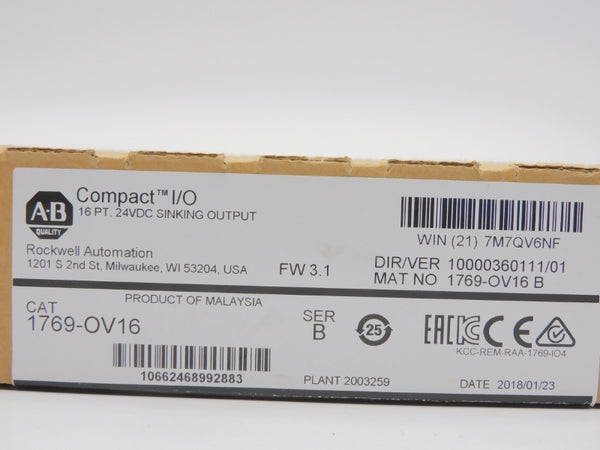 A·B
QUALITY
Compact™ I/O
16 PT. 24VDC SINKING OUTPUT
Rockwell Automation
1201 S 2nd St, Milwaukee, WI 53204, USA
FW 3.1
WIN (21) 7M7QV6NF
DIR/VER 10000360111/01
MAT NO 1769-OV16 B
PRODUCT OF MALAYSIA
CAT
1769-OV16
10662468992883
SER
B
25
PLANT 2003259
EAC CE
KCC-REM-RAA-1769-IO4
DATE 2018/01/23